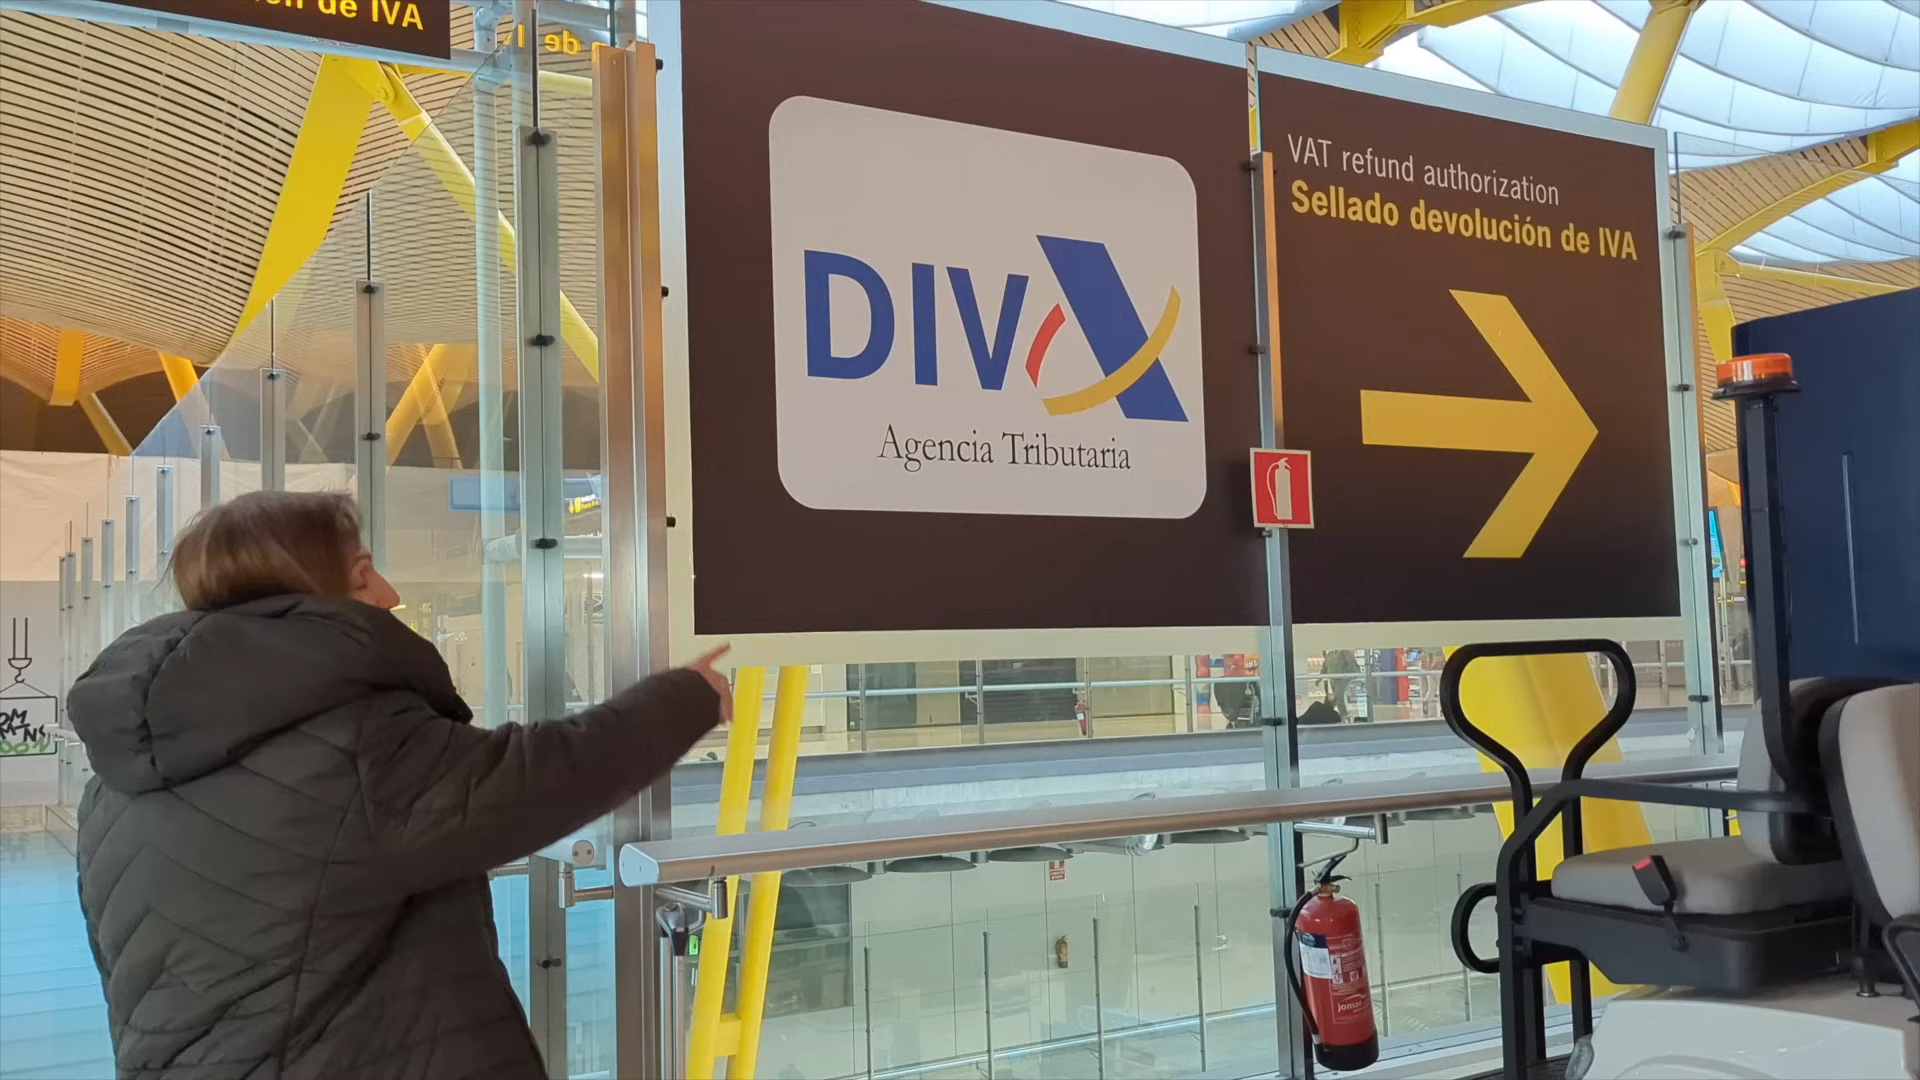 de IVA
DIVA
Agencia Tributaria
VAT refund authorization
Sellado devolución de IVA